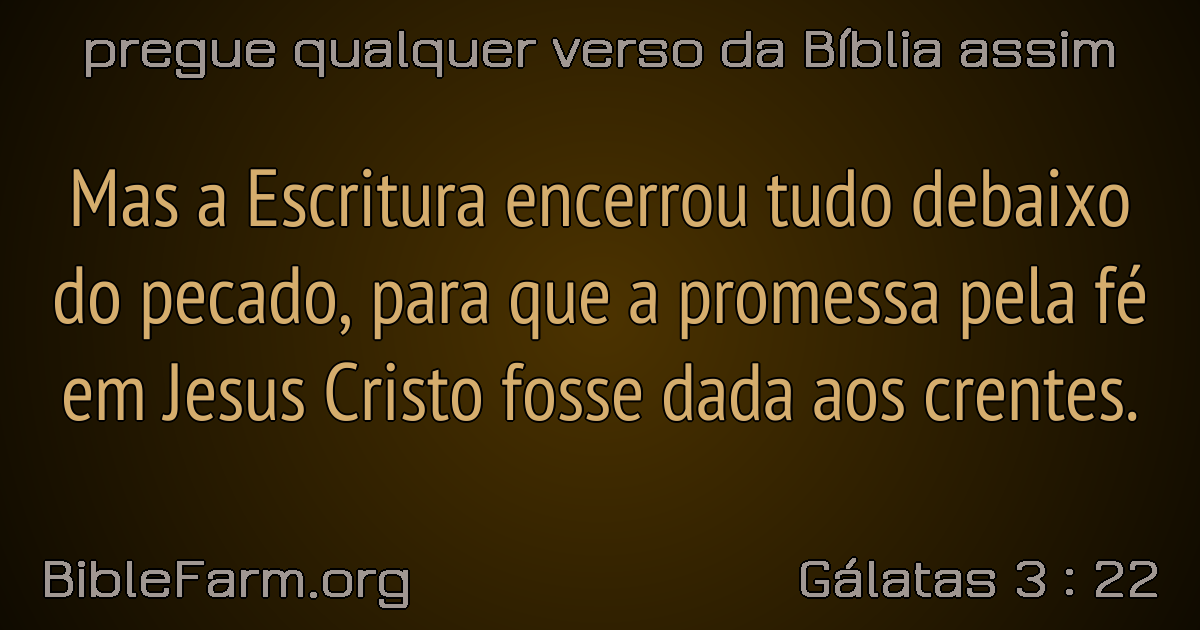 pregue qualquer verso da Bíblia assim
Mas a Escritura encerrou tudo debaixo
do pecado, para que a promessa pela fé
em Jesus Cristo fosse dada aos crentes.
BibleFarm.org
Gálatas 3 : 22